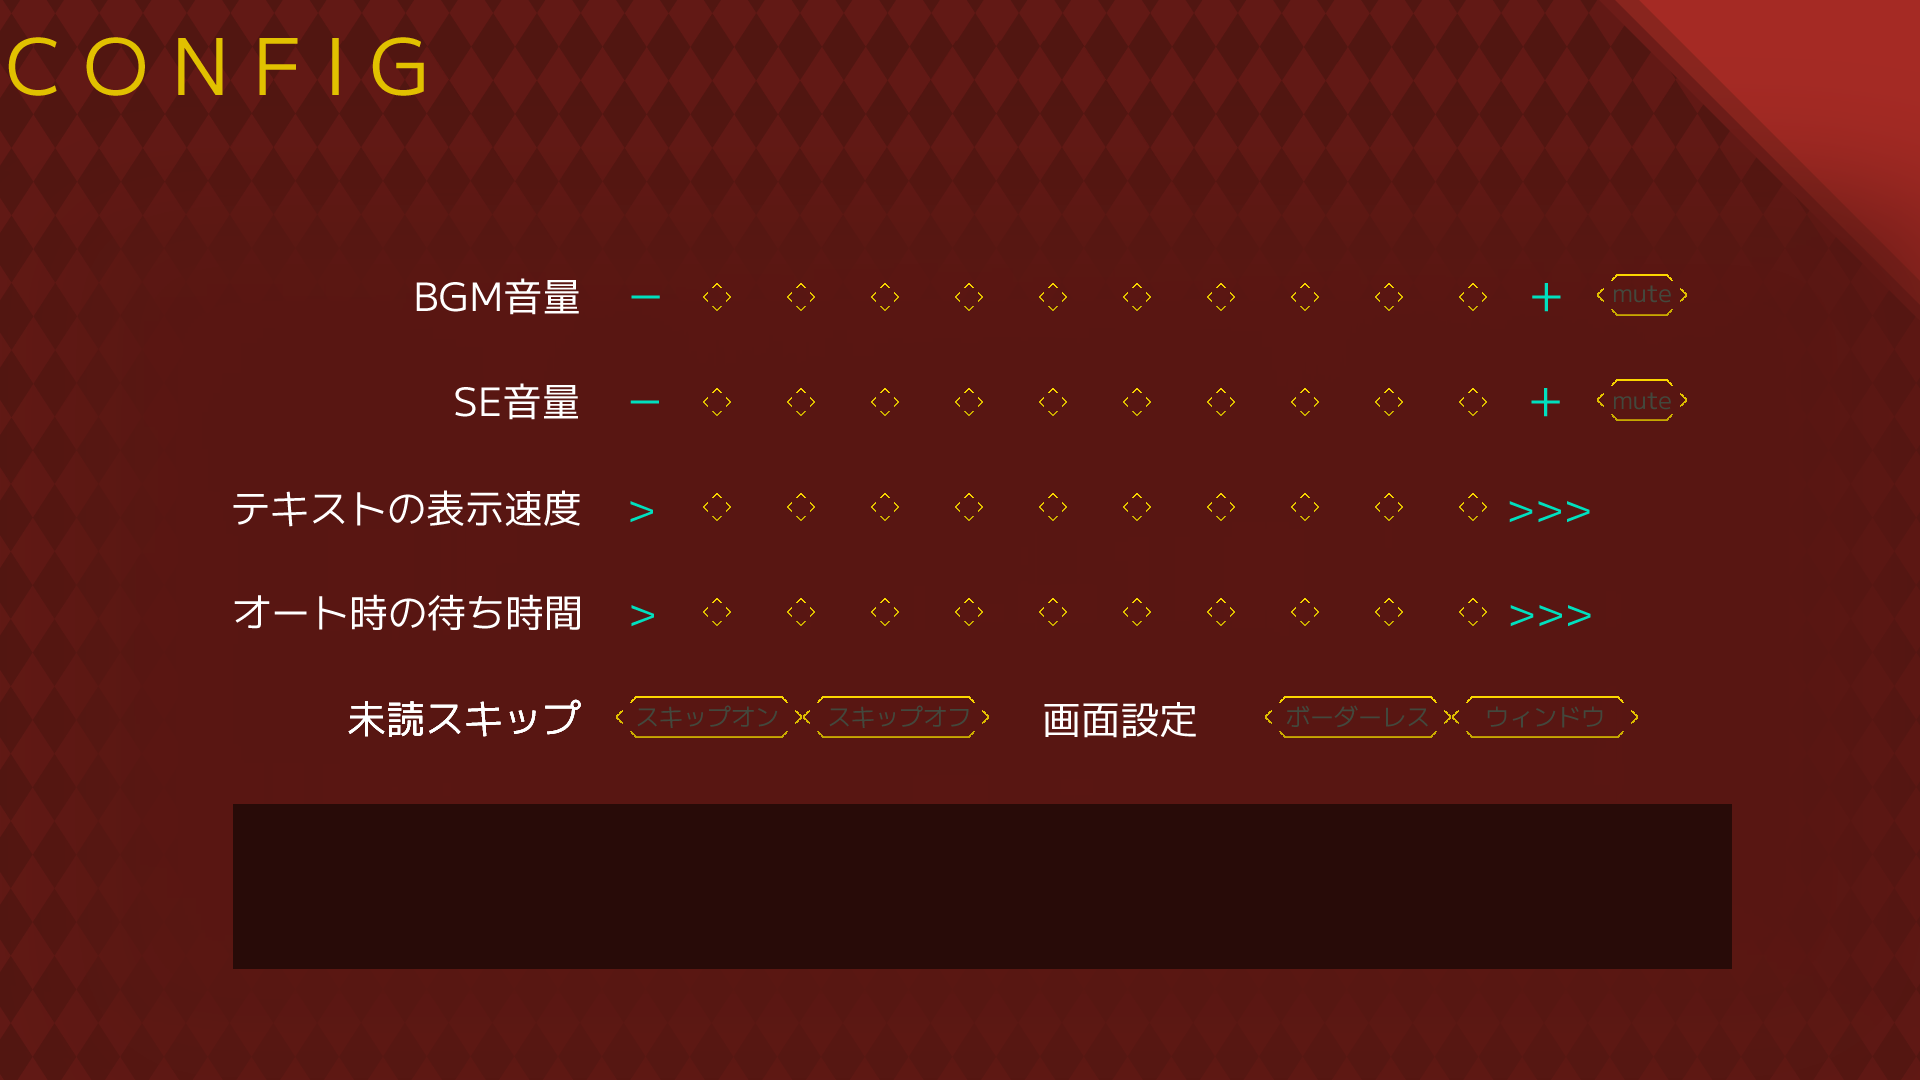 CONFIG
BGM音量 － ＋ mute
SE音量 － ＋ mute
テキストの表示速度 > >>>
オート時の待ち時間 > >>>
未読スキップ スキップオン スキップオフ 画面設定 ボーダーレス ウィンドウ